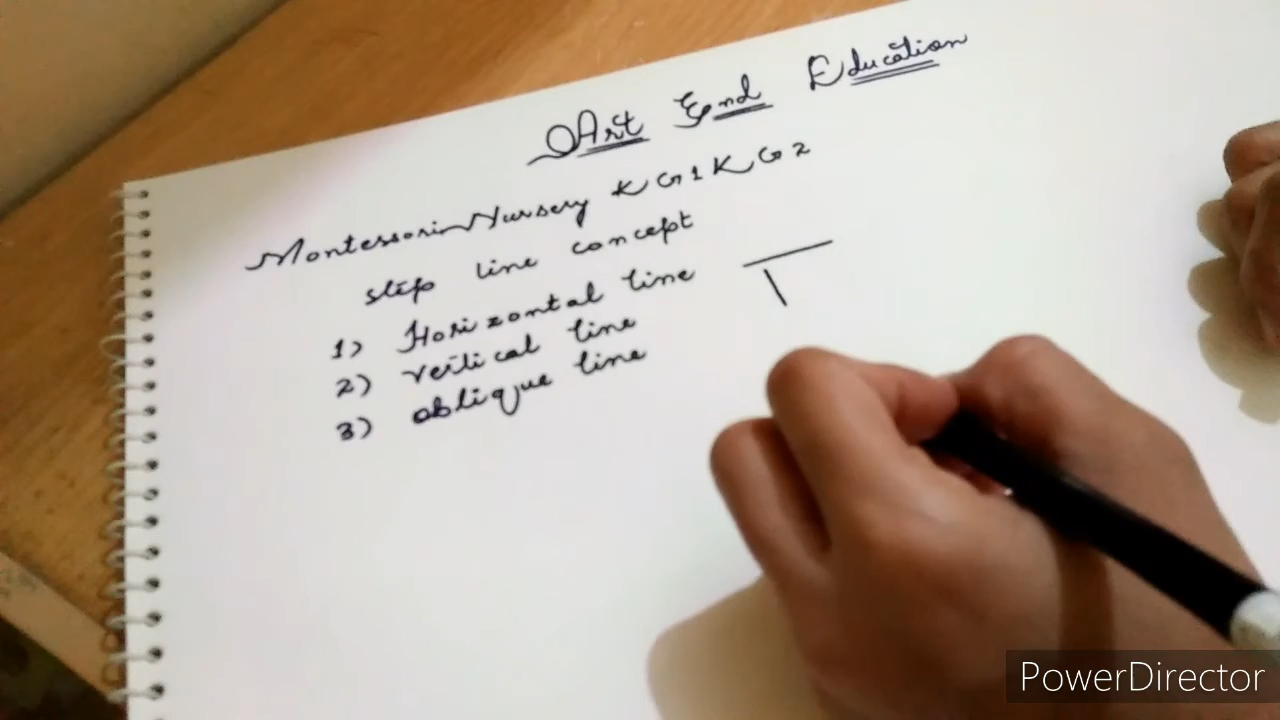 Art End Education
Montessori Nursery KG1 KG2
step line concept
1) Horizontal line
2) vertical line
3) oblique line
PowerDirector